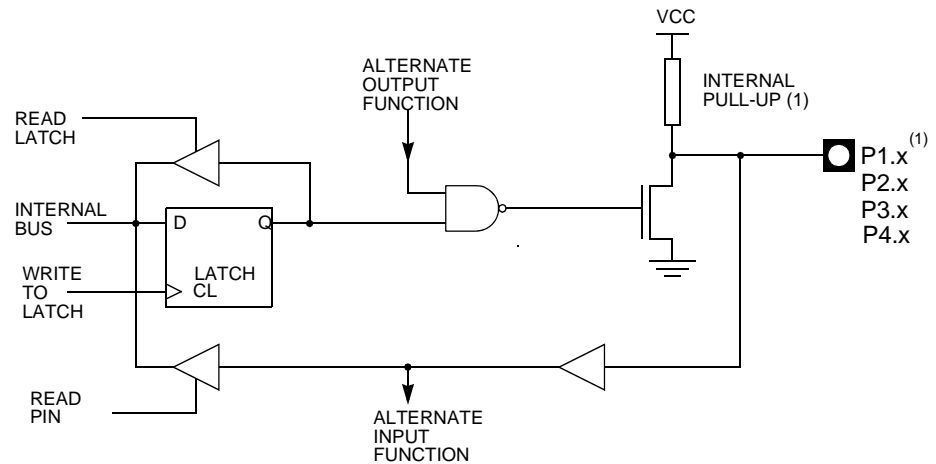 VCC
ALTERNATE
OUTPUT
FUNCTION
INTERNAL
PULL-UP (1)
READ
LATCH
P1.x (1)
P2.x
P3.x
P4.x
INTERNAL
BUS
D
Q
LATCH
CL
WRITE
TO
LATCH
READ
PIN
ALTERNATE
INPUT
FUNCTION